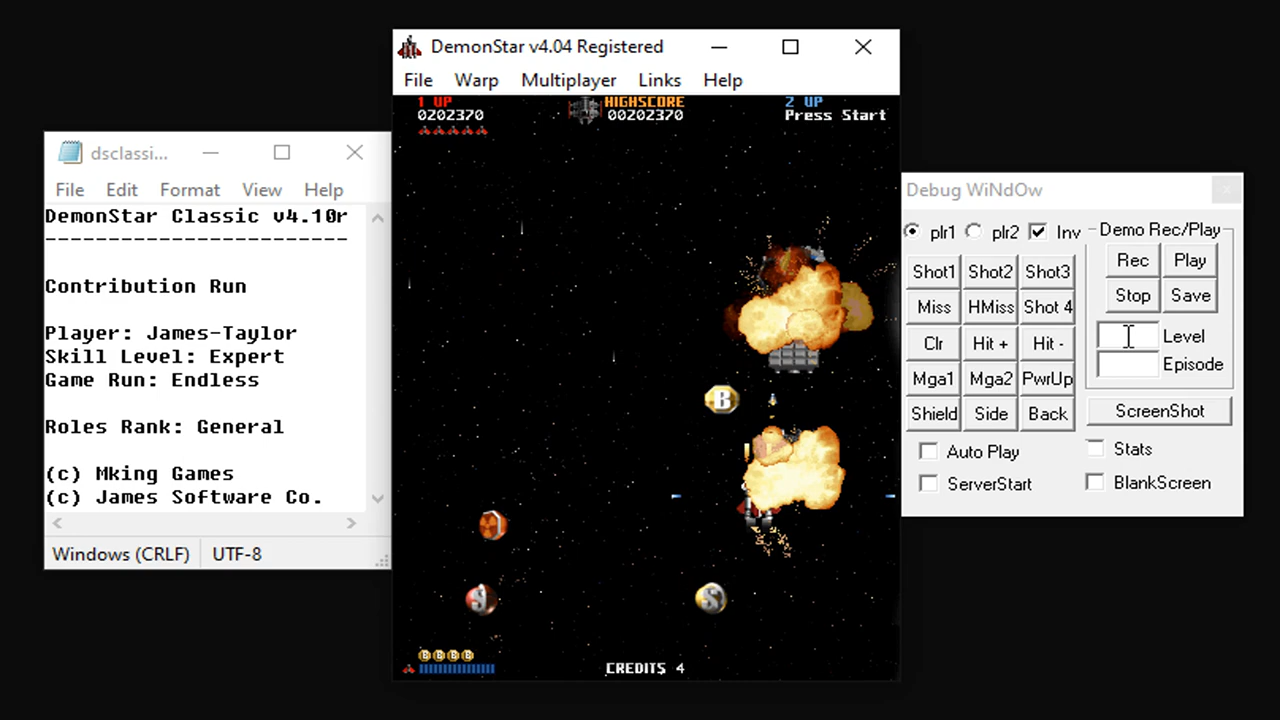 dsclassi...
File Edit Format View Help
DemonStar Classic v4.10r
-------------------------
Contribution Run
Player: James-Taylor
Skill Level: Expert
Game Run: Endless
Roles Rank: General
(c) Mking Games
(c) James Software Co.
Windows (CRLF) UTF-8
DemonStar v4.04 Registered
File Warp Multiplayer Links Help
1 UP HIGHSCORE 2 UP
0202370 00202370 Press Start
B
S S
B B B B
CREDITS 4
Debug WiNdOw
plr1 plr2 Inv Demo Rec/Play
Shot1 Shot2 Shot3 Rec Play
Miss HMiss Shot 4 Stop Save
Clr Hit + Hit - Level
Mga1 Mga2 PwrUp Episode
Shield Side Back ScreenShot
Auto Play Stats
ServerStart BlankScreen